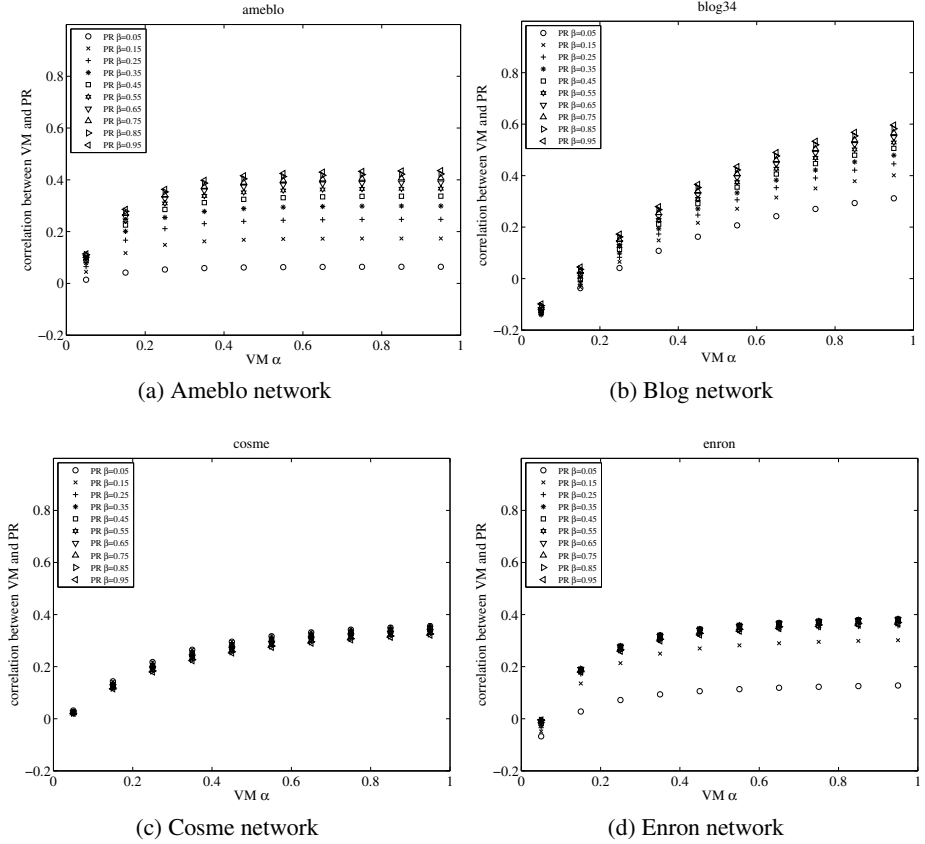 ameblo
correlation between VM and PR
1
0.8
0.6
0.4
0.2
0
−0.2
PR β=0.05
PR β=0.15
PR β=0.25
PR β=0.35
PR β=0.45
PR β=0.55
PR β=0.65
PR β=0.75
PR β=0.85
PR β=0.95
0 0.2 0.4 0.6 0.8 1
VM α
(a) Ameblo network
blog34
correlation between VM and PR
0.8
0.6
0.4
0.2
0
−0.2
PR β=0.05
PR β=0.15
PR β=0.25
PR β=0.35
PR β=0.45
PR β=0.55
PR β=0.65
PR β=0.75
PR β=0.85
PR β=0.95
0 0.2 0.4 0.6 0.8 1
VM α
(b) Blog network
cosme
correlation between VM and PR
0.8
0.6
0.4
0.2
0
−0.2
PR β=0.05
PR β=0.15
PR β=0.25
PR β=0.35
PR β=0.45
PR β=0.55
PR β=0.65
PR β=0.75
PR β=0.85
PR β=0.95
0 0.2 0.4 0.6 0.8 1
VM α
(c) Cosme network
enron
correlation between VM and PR
0.8
0.6
0.4
0.2
0
−0.2
PR β=0.05
PR β=0.15
PR β=0.25
PR β=0.35
PR β=0.45
PR β=0.55
PR β=0.65
PR β=0.75
PR β=0.85
PR β=0.95
0 0.2 0.4 0.6 0.8 1
VM α
(d) Enron network